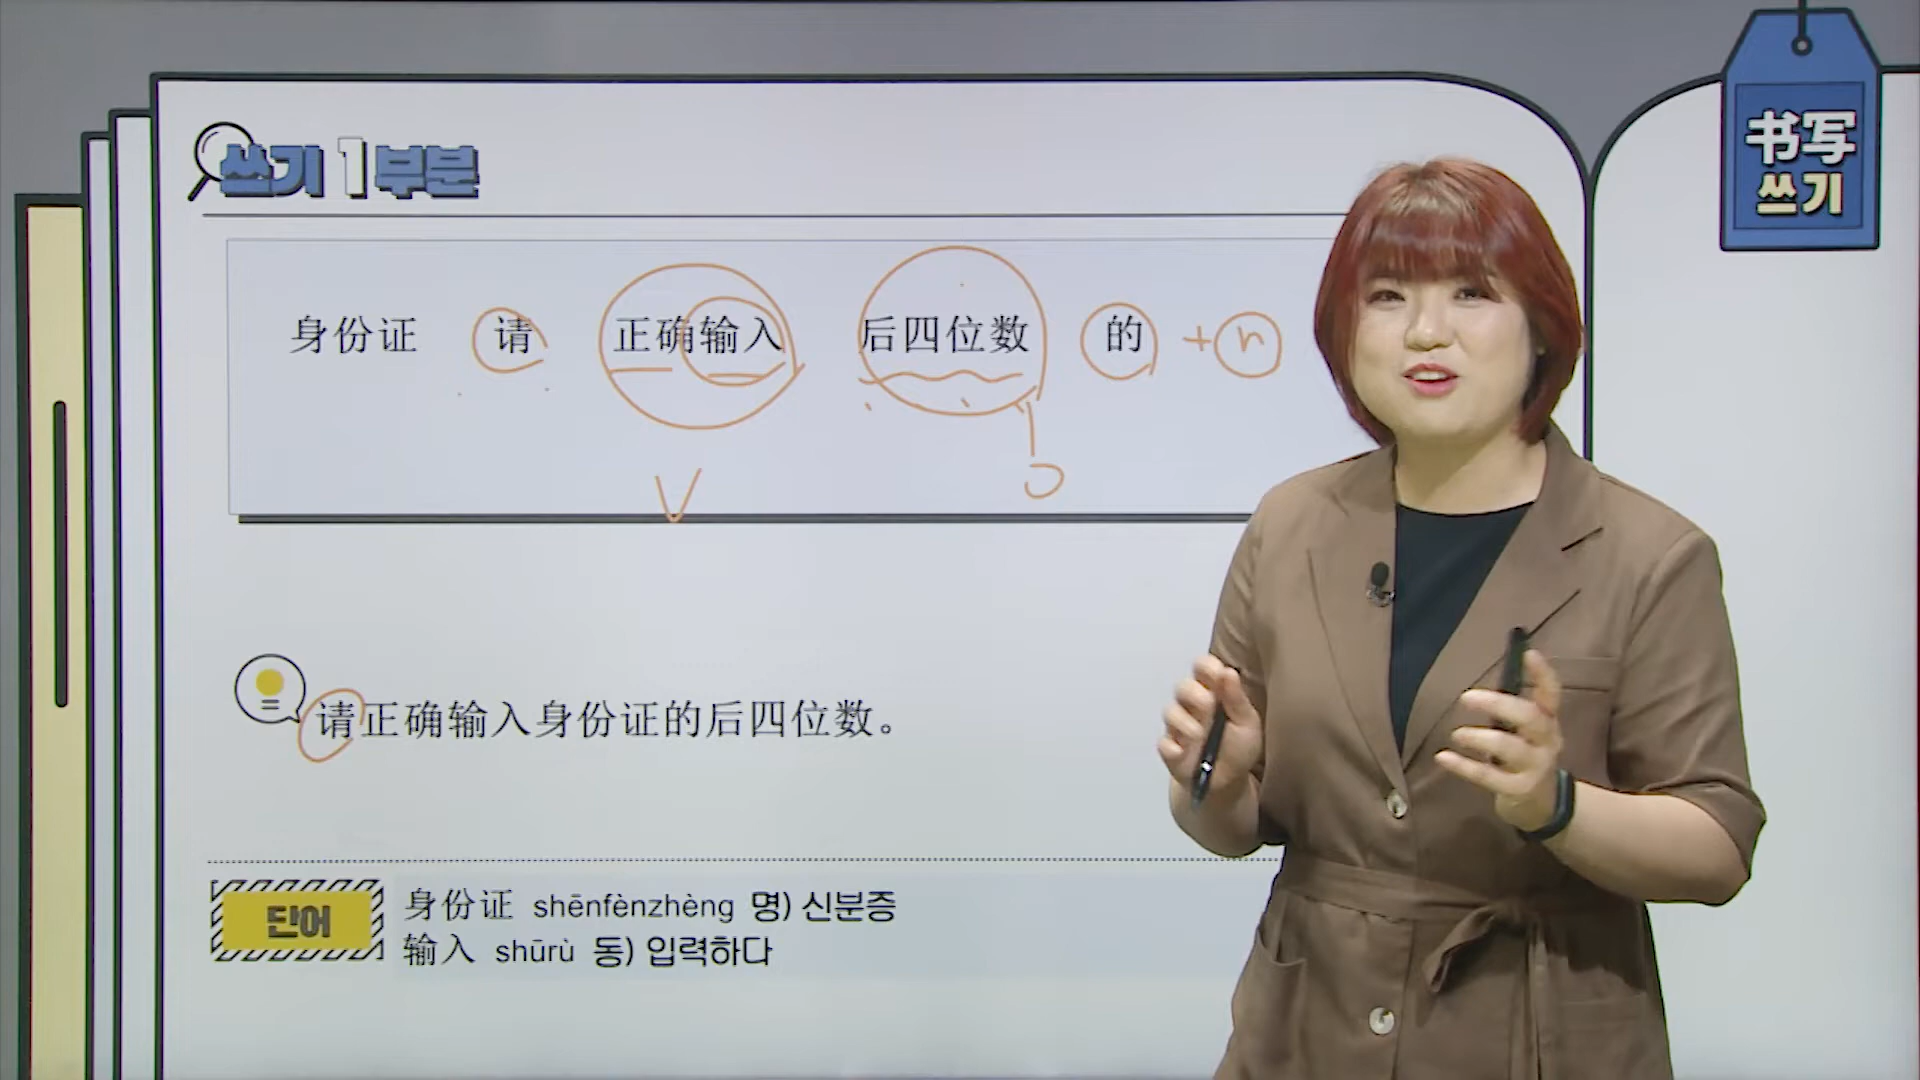 书写
쓰기
쓰기 1 부분
身份证 请 正确输入 后四位数 的 + n
V O
请正确输入身份证的后四位数。
단어
身份证 shēnfènzhèng 명) 신분증
输入 shūrù 동) 입력하다